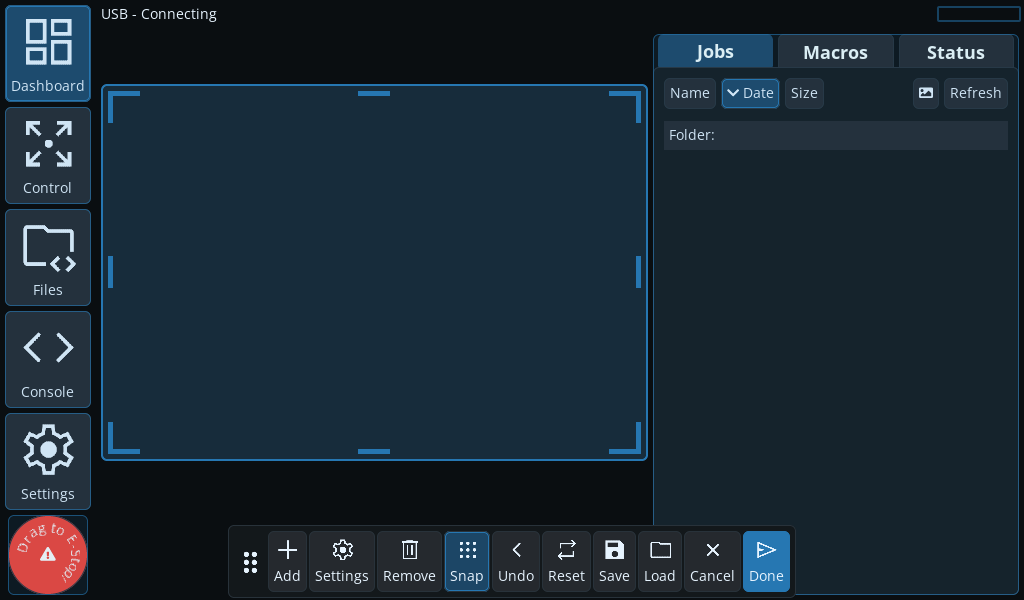 USB - Connecting
Dashboard
Control
Files
Console
Settings
Drag to E-Stop!
Jobs
Macros
Status
Name
Date
Size
Refresh
Folder:
Add
Settings
Remove
Snap
Undo
Reset
Save
Load
Cancel
Done